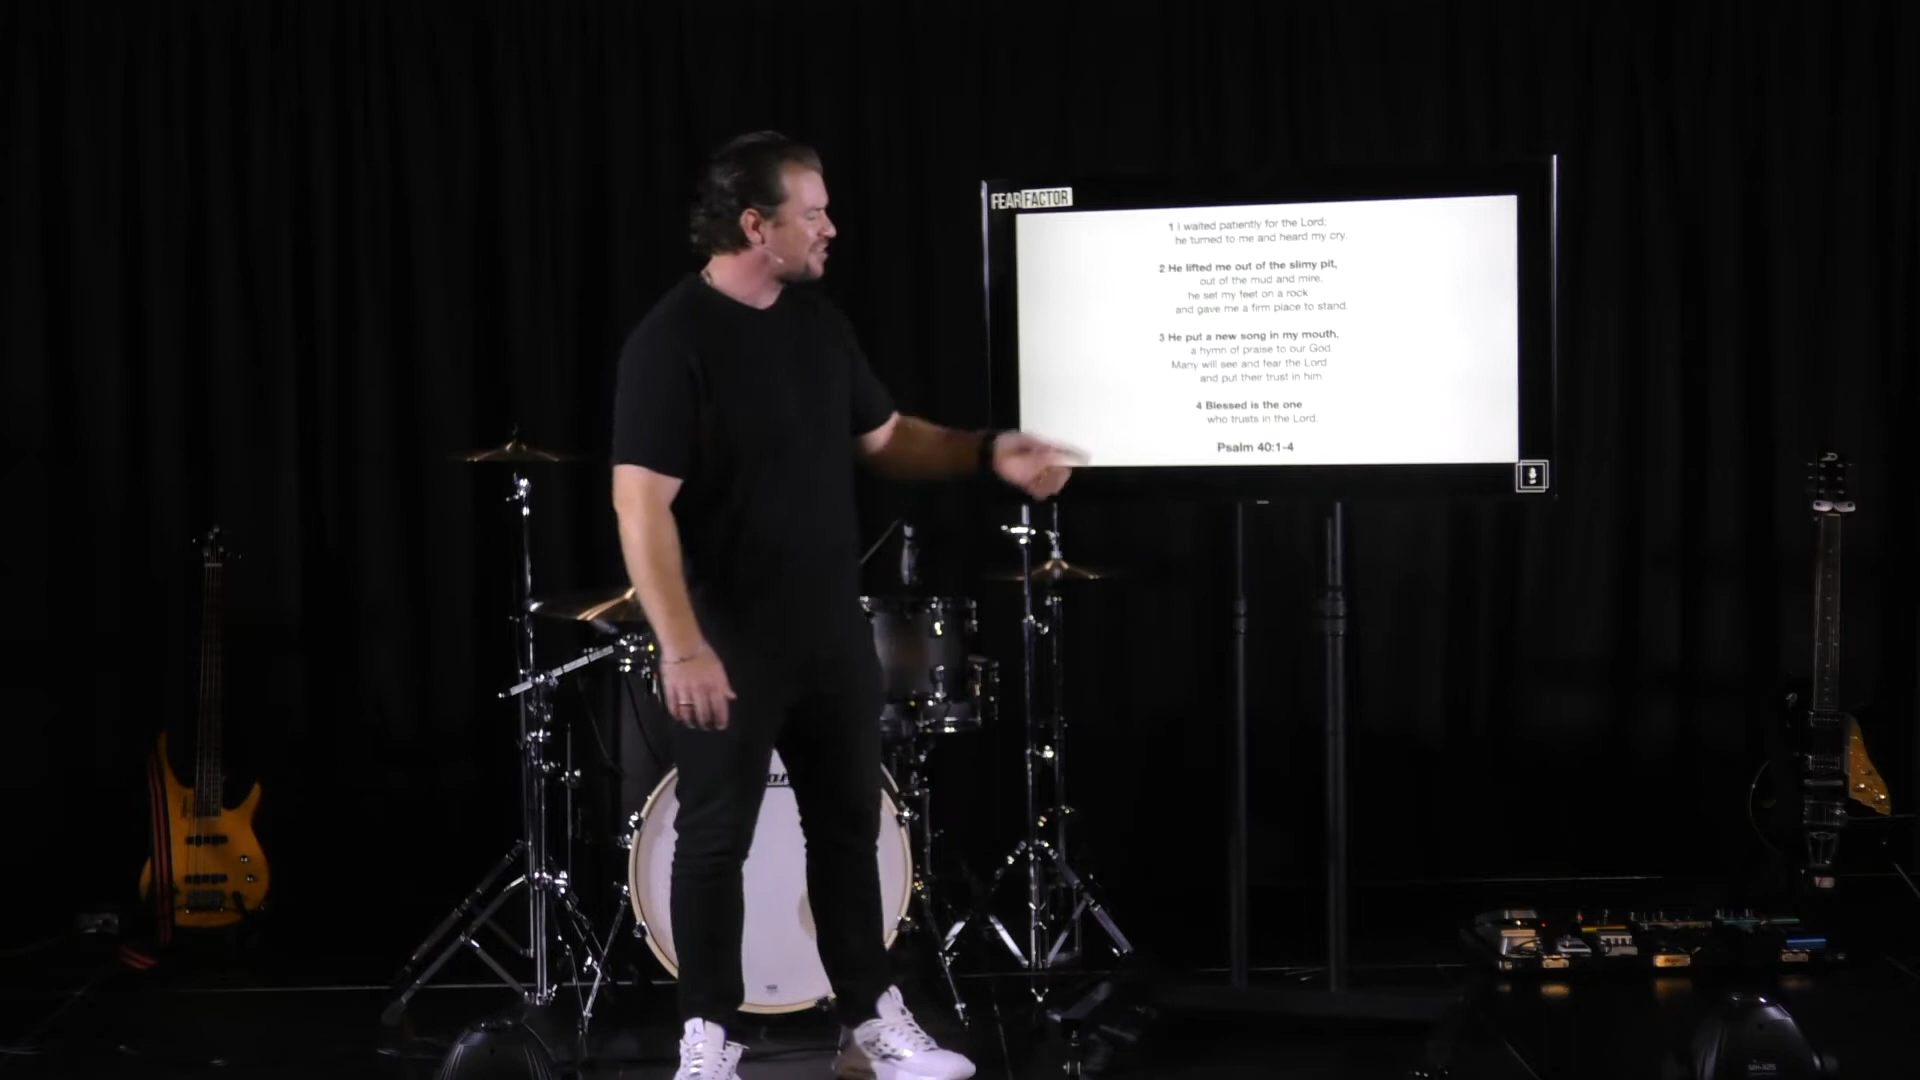 FEAR FACTOR
1 I waited patiently for the Lord;
he turned to me and heard my cry.
2 He lifted me out of the slimy pit,
out of the mud and mire,
he set my feet on a rock
and gave me a firm place to stand.
3 He put a new song in my mouth,
a hymn of praise to our God
Many will see and fear the Lord
and put their trust in him.
4 Blessed is the one
who trusts in the Lord,
Psalm 40:1-4